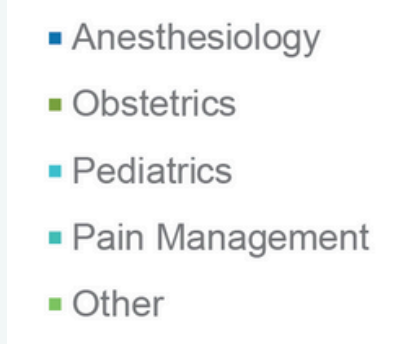 Anesthesiology
Obstetrics
Pediatrics
Pain Management
Other